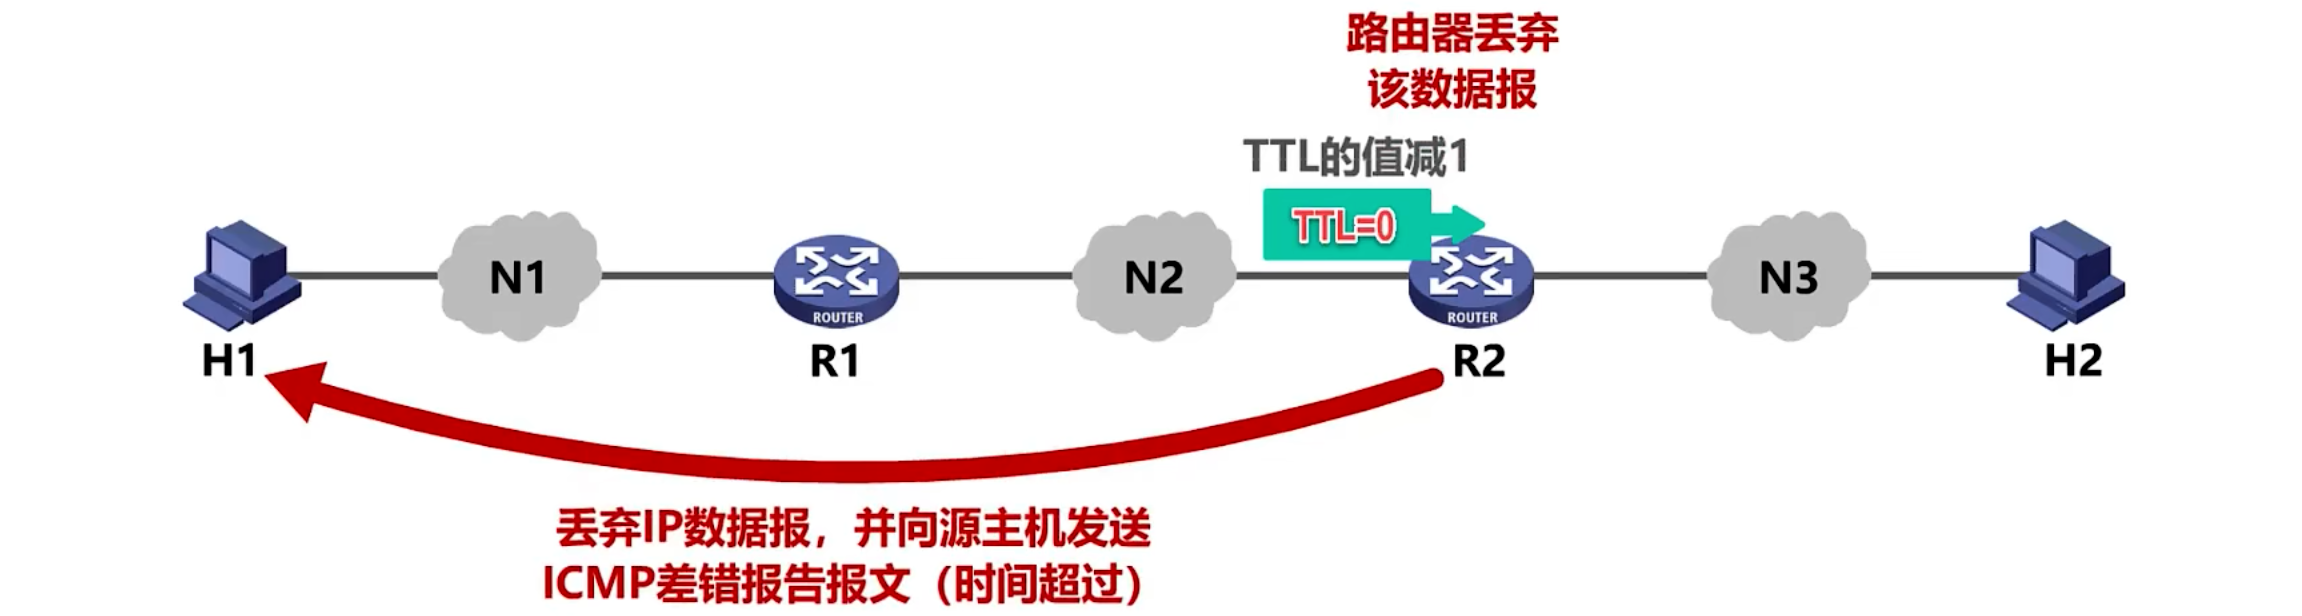 路由器丢弃
该数据报
TTL的值减1
TTL=0
N1
N2
N3
ROUTER
ROUTER
H1
R1
R2
H2
丢弃IP数据报，并向源主机发送
ICMP差错报告报文（时间超过）